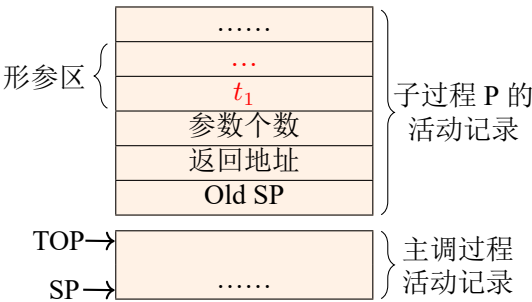 ……
…
形参区
t₁
参数个数
子过程 P 的
活动记录
返回地址
Old SP
TOP→
主调过程
活动记录
SP→
……